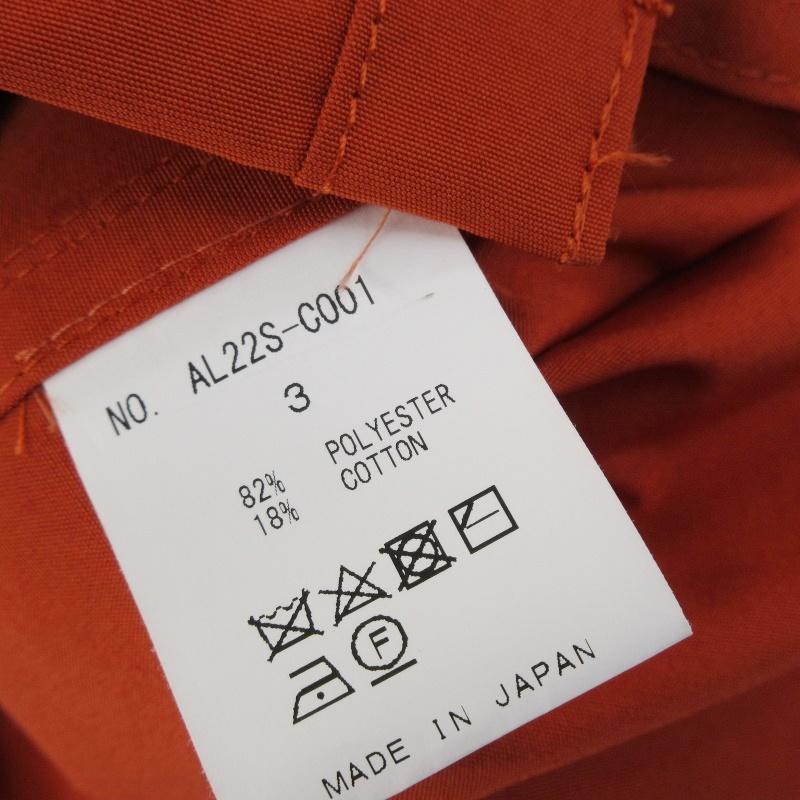 NO. AL22S-C001
3
82% POLYESTER
18% COTTON
F
MADE IN JAPAN